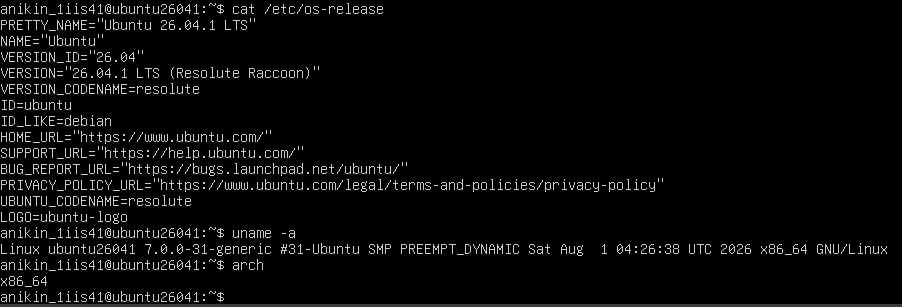 anikin_1iis41@ubuntu26041:~$ cat /etc/os-release
PRETTY_NAME="Ubuntu 26.04.1 LTS"
NAME="Ubuntu"
VERSION_ID="26.04"
VERSION="26.04.1 LTS (Resolute Raccoon)"
VERSION_CODENAME=resolute
ID=ubuntu
ID_LIKE=debian
HOME_URL="https://www.ubuntu.com/"
SUPPORT_URL="https://help.ubuntu.com/"
BUG_REPORT_URL="https://bugs.launchpad.net/ubuntu/"
PRIVACY_POLICY_URL="https://www.ubuntu.com/legal/terms-and-policies/privacy-policy"
UBUNTU_CODENAME=resolute
LOGO=ubuntu-logo
anikin_1iis41@ubuntu26041:~$ uname -a
Linux ubuntu26041 7.0.0-31-generic #31-Ubuntu SMP PREEMPT_DYNAMIC Sat Aug  1 04:26:38 UTC 2026 x86_64 GNU/Linux
anikin_1iis41@ubuntu26041:~$ arch
x86_64
anikin_1iis41@ubuntu26041:~$